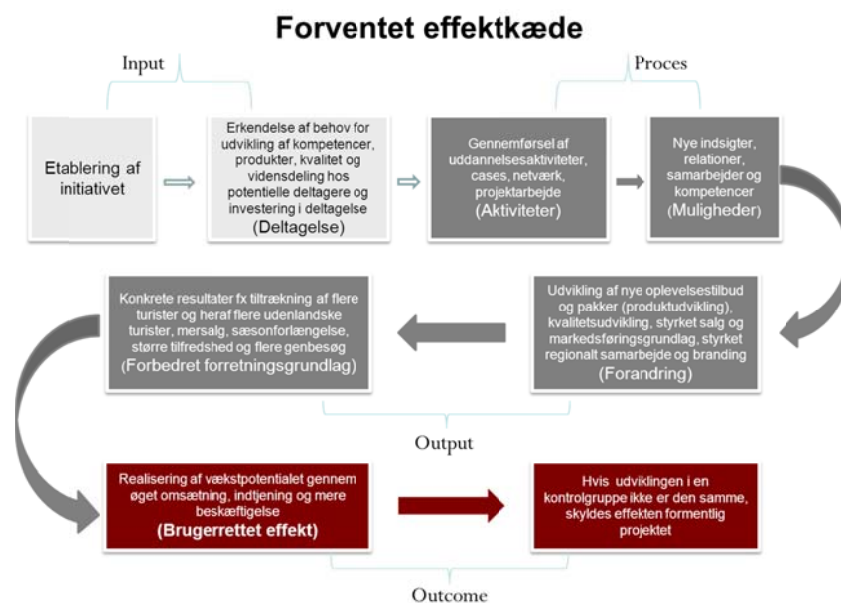 Forventet effektkæde
Input
Proces
Etablering af
initiativet
Erkendelse af behov for
udvikling af kompetencer,
produkter, kvalitet og
vidensdeling hos
potentielle deltagere og
investering i deltagelse
(Deltagelse)
Gennemførsel af
uddannelsesaktiviteter,
cases, netværk,
projektarbejde
(Aktiviteter)
Nye indsigter,
relationer,
samarbejder og
kompetencer
(Muligheder)
Udvikling af nye oplevelsestilbud
og pakker (produktudvikling),
kvalitetsudvikling, styrket salg og
markedsføringsgrundlag, styrket
regionalt samarbejde og branding
(Forandring)
Konkrete resultater fx tiltrækning af flere
turister og heraf flere udenlandske
turister, mersalg, sæsonforlængelse,
større tilfredshed og flere genbesøg
(Forbedret forretningsgrundlag)
Output
Realisering af vækstpotentialet gennem
øget omsætning, indtjening og mere
beskæftigelse
(Brugerrettet effekt)
Hvis udviklingen i en
kontrolgruppe ikke er den samme,
skyldes effekten formentlig
projektet
Outcome